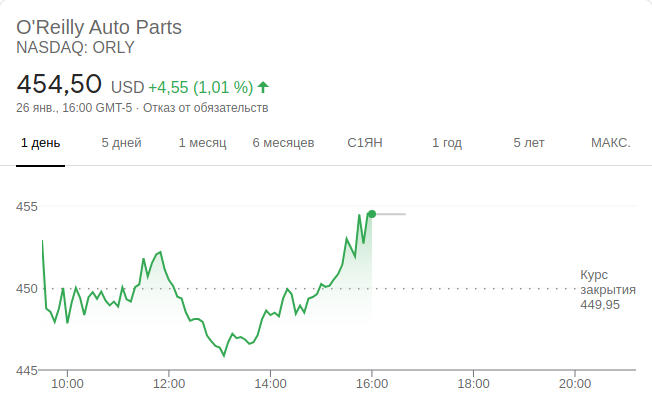 O'Reilly Auto Parts
NASDAQ: ORLY
454,50 USD +4,55 (1,01 %)
26 янв., 16:00 GMT-5 · Отказ от обязательств
1 день 5 дней 1 месяц 6 месяцев С1ЯН 1 год 5 лет МАКС.
455
450
Курс
закрытия
449,95
445
10:00 12:00 14:00 16:00 18:00 20:00